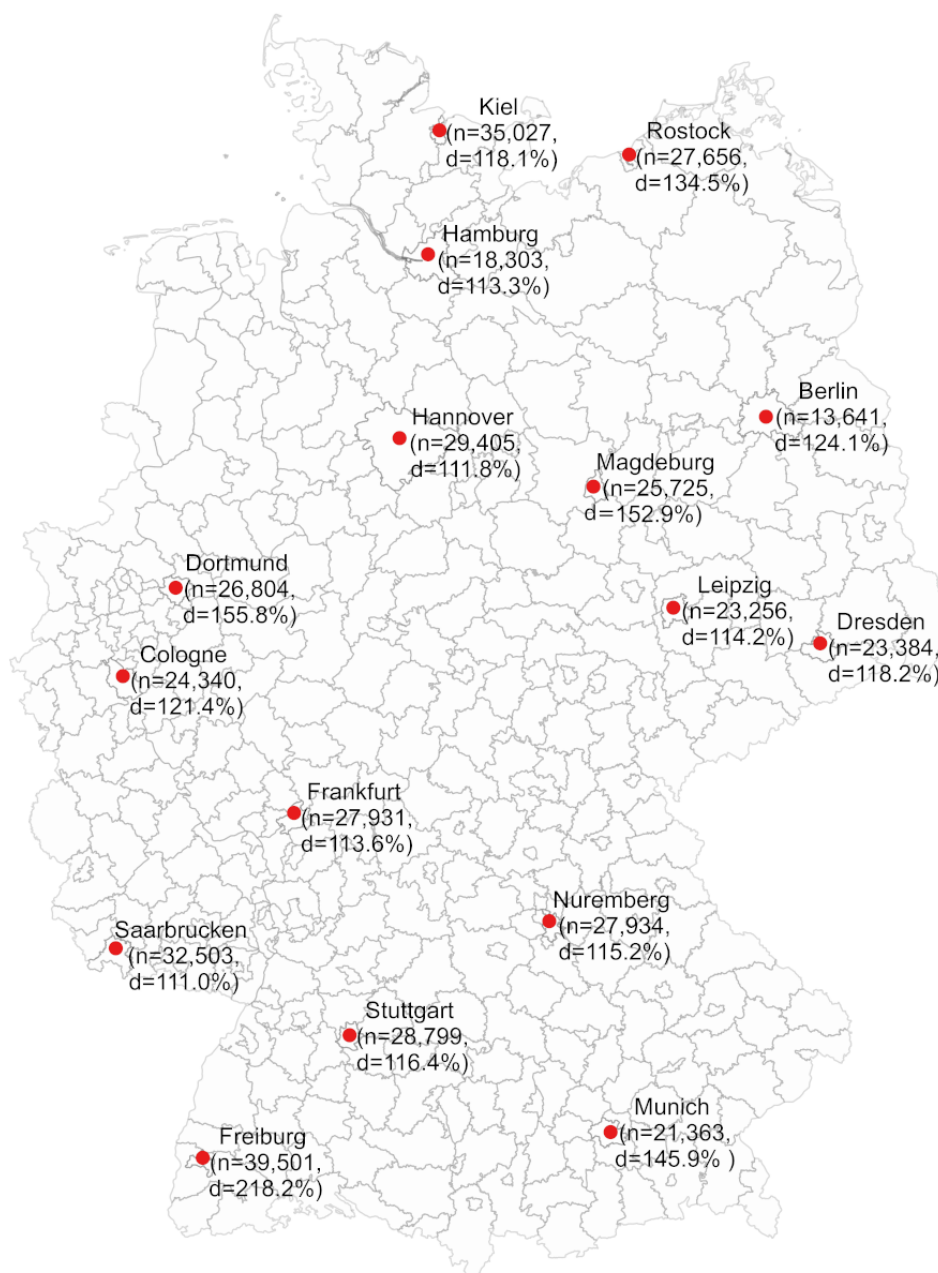 Kiel
(n=35,027,
d=118.1%)
Rostock
(n=27,656,
d=134.5%)
Hamburg
(n=18,303,
d=113.3%)
Berlin
(n=13,641,
d=124.1%)
Hannover
(n=29,405,
d=111.8%)
Magdeburg
(n=25,725,
d=152.9%)
Dortmund
(n=26,804,
d=155.8%)
Leipzig
(n=23,256,
d=114.2%)
Dresden
(n=23,384,
d=118.2%)
Cologne
(n=24,340,
d=121.4%)
Frankfurt
(n=27,931,
d=113.6%)
Nuremberg
(n=27,934,
d=115.2%)
Saarbrucken
(n=32,503,
d=111.0%)
Stuttgart
(n=28,799,
d=116.4%)
Munich
(n=21,363,
d=145.9% )
Freiburg
(n=39,501,
d=218.2%)